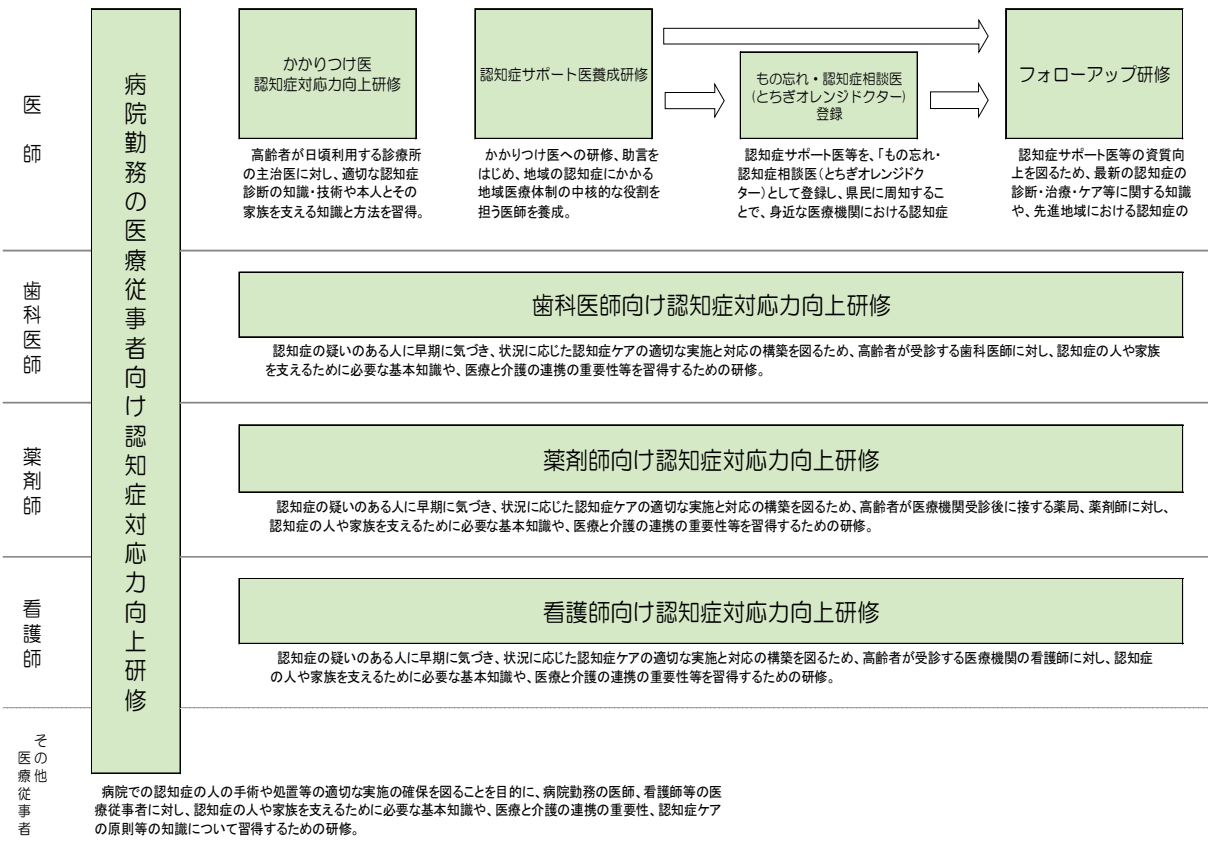 医師
病院勤務の医療従事者向け認知症対応力向上研修
かかりつけ医
認知症対応力向上研修
高齢者が日頃利用する診療所
の主治医に対し、適切な認知症
診断の知識・技術や本人とその
家族を支える知識と方法を習得。
認知症サポート医養成研修
かかりつけ医への研修、助言を
はじめ、地域の認知症にかかる
地域医療体制の中核的な役割を
担う医師を養成。
もの忘れ・認知症相談医
(とちぎオレンジドクター)
登録
認知症サポート医等を、「もの忘れ・
認知症相談医(とちぎオレンジドク
ター)として登録し、県民に周知するこ
とで、身近な医療機関における認知症
フォローアップ研修
認知症サポート医等の資質向
上を図るため、最新の認知症の
診断・治療・ケア等に関する知識
や、先進地域における認知症の
歯科医師
歯科医師向け認知症対応力向上研修
認知症の疑いのある人に早期に気づき、状況に応じた認知症ケアの適切な実施と対応の構築を図るため、高齢者が受診する歯科医師に対し、認知症の人や家族
を支えるために必要な基本知識や、医療と介護の連携の重要性等を習得するための研修。
薬剤師
薬剤師向け認知症対応力向上研修
認知症の疑いのある人に早期に気づき、状況に応じた認知症ケアの適切な実施と対応の構築を図るため、高齢者が医療機関受診後に接する薬局、薬剤師に対し、
認知症の人や家族を支えるために必要な基本知識や、医療と介護の連携の重要性等を習得するための研修。
看護師
看護師向け認知症対応力向上研修
認知症の疑いのある人に早期に気づき、状況に応じた認知症ケアの適切な実施と対応の構築を図るため、高齢者が受診する医療機関の看護師に対し、認知症
の人や家族を支えるために必要な基本知識や、医療と介護の連携の重要性等を習得するための研修。
その他
医療従事者
病院での認知症の人の手術や処置等の適切な実施の確保を図ることを目的に、病院勤務の医師、看護師等の医
療従事者に対し、認知症の人や家族を支えるために必要な基本知識や、医療と介護の連携の重要性、認知症ケア
の原則等の知識について習得するための研修。